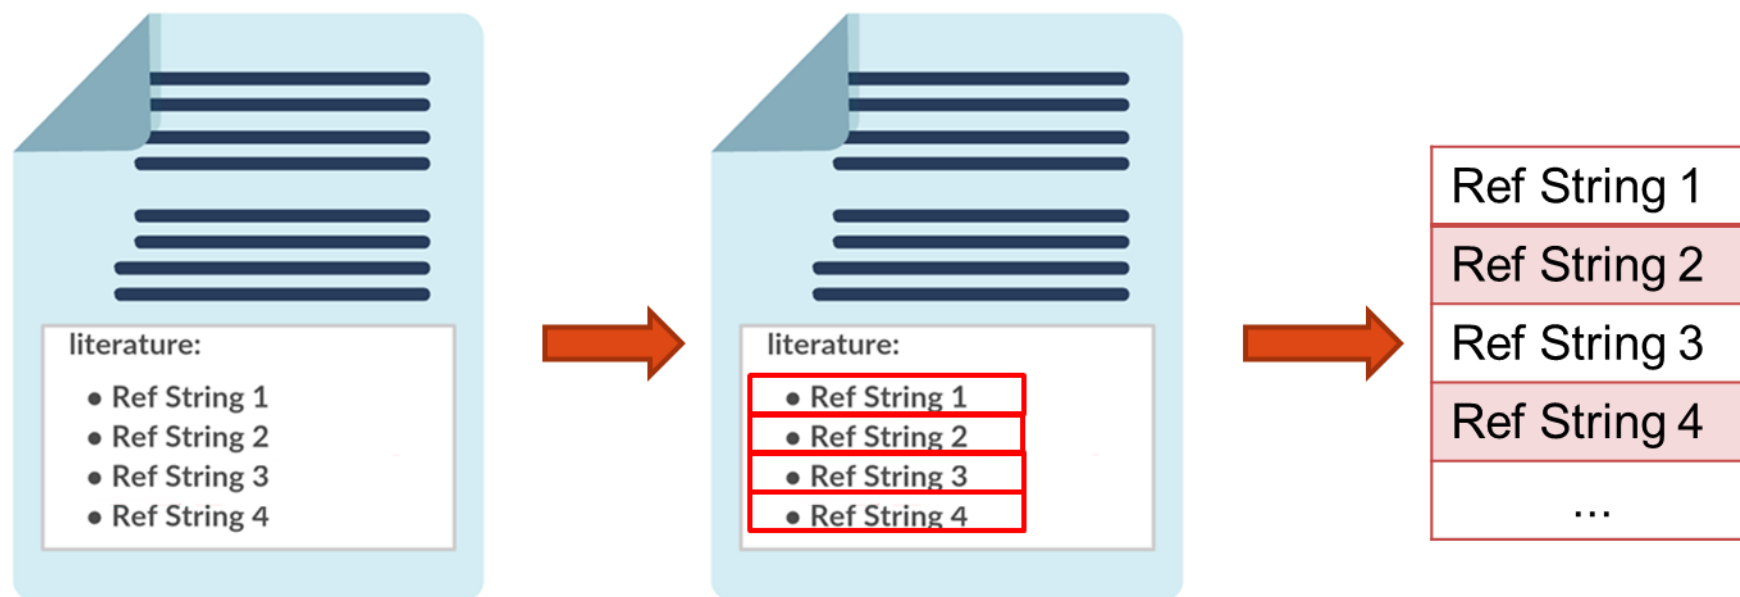 literature:
• Ref String 1
• Ref String 2
• Ref String 3
• Ref String 4
literature:
• Ref String 1
• Ref String 2
• Ref String 3
• Ref String 4
Ref String 1
Ref String 2
Ref String 3
Ref String 4
...